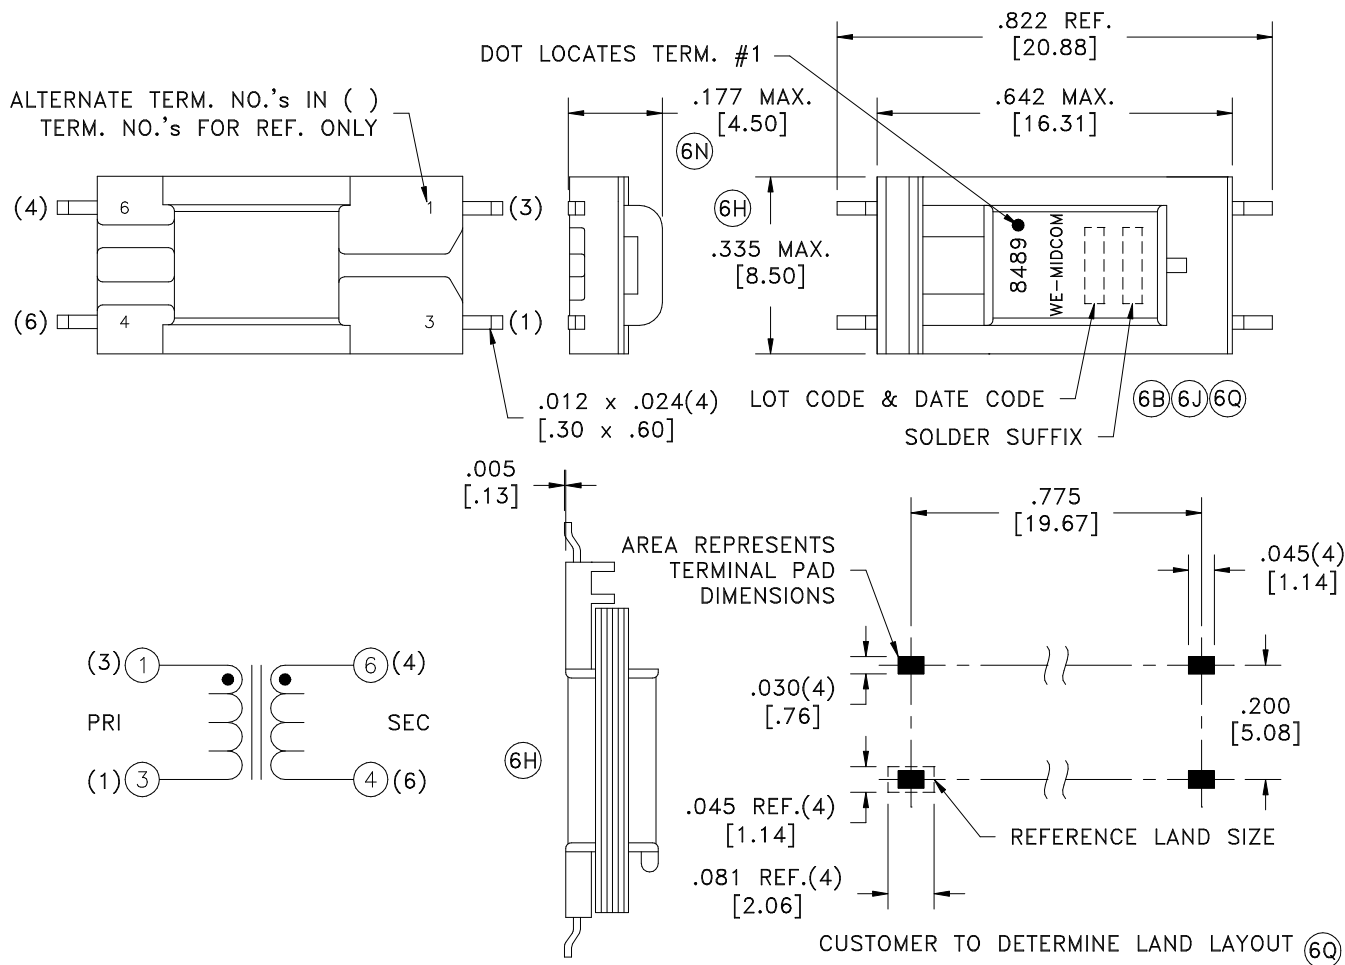 .822 REF.
[20.88]
DOT LOCATES TERM. #1
ALTERNATE TERM. NO.'s IN ( )
TERM. NO.'s FOR REF. ONLY
.177 MAX.
[4.50]
6N
.642 MAX.
[16.31]
(4)
6
1
(3)
(6)
4
3
(1)
6H
.335 MAX.
[8.50]
8489
WE-MIDCOM
.012 x .024(4)
[.30 x .60]
LOT CODE & DATE CODE
6B 6J 6Q
SOLDER SUFFIX
.005
[.13]
.775
[19.67]
AREA REPRESENTS
TERMINAL PAD
DIMENSIONS
.045(4)
[1.14]
.030(4)
[.76]
.200
[5.08]
.045 REF.(4)
[1.14]
REFERENCE LAND SIZE
.081 REF.(4)
[2.06]
CUSTOMER TO DETERMINE LAND LAYOUT 6Q
(3) 1
6 (4)
PRI
SEC
(1) 3
4 (6)
6H